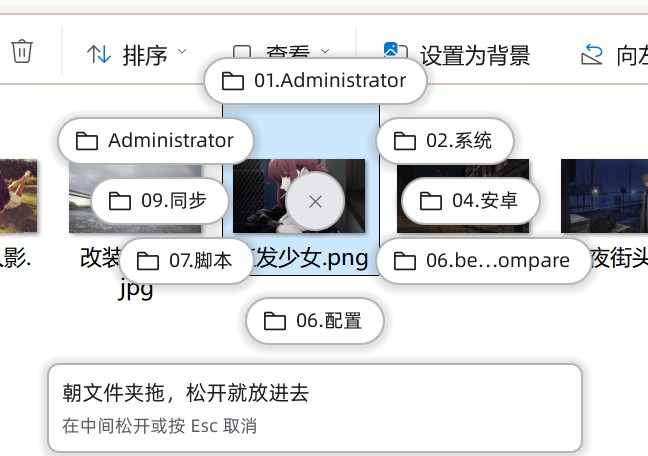 排序
查看
设置为背景
向左
01.Administrator
Administrator
02.系统
09.同步
04.安卓
影.
改装
发少女.png
夜街头
07.脚本
06.be...ompare
jpg
06.配置
朝文件夹拖，松开就放进去
在中间松开或按 Esc 取消